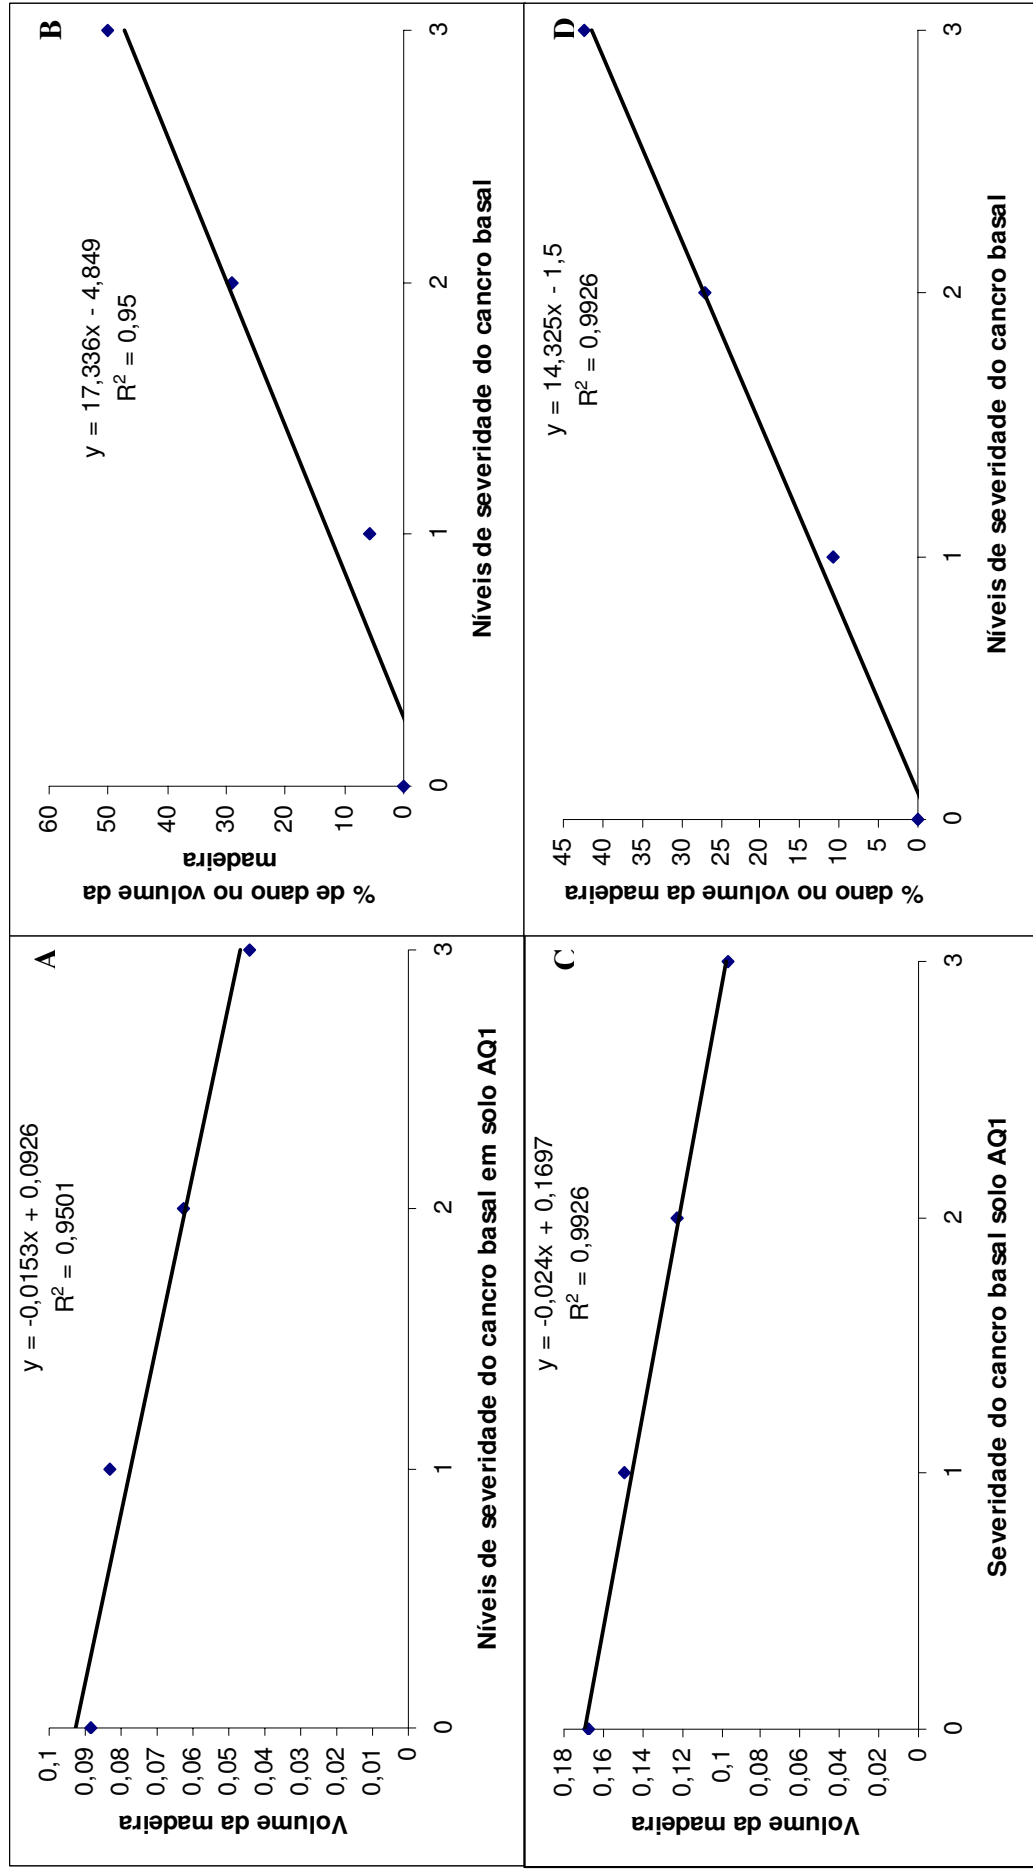 A
y = -0,0153x + 0,0926
R² = 0,9501
Volume da madeira
0,1
0,09
0,08
0,07
0,06
0,05
0,04
0,03
0,02
0,01
0
0 1 2 3
Níveis de severidade do cancro basal em solo AQ1
B
y = 17,336x - 4,849
R² = 0,95
% de dano no volume da
madeira
60
50
40
30
20
10
0
0 1 2 3
Níveis de severidade do cancro basal
C
y = -0,024x + 0,1697
R² = 0,9926
Volume da madeira
0,18
0,16
0,14
0,12
0,1
0,08
0,06
0,04
0,02
0
0 1 2 3
Severidade do cancro basal solo AQ1
D
y = 14,325x - 1,5
R² = 0,9926
% dano no volume da madeira
45
40
35
30
25
20
15
10
5
0
0 1 2 3
Níveis de severidade do cancro basal